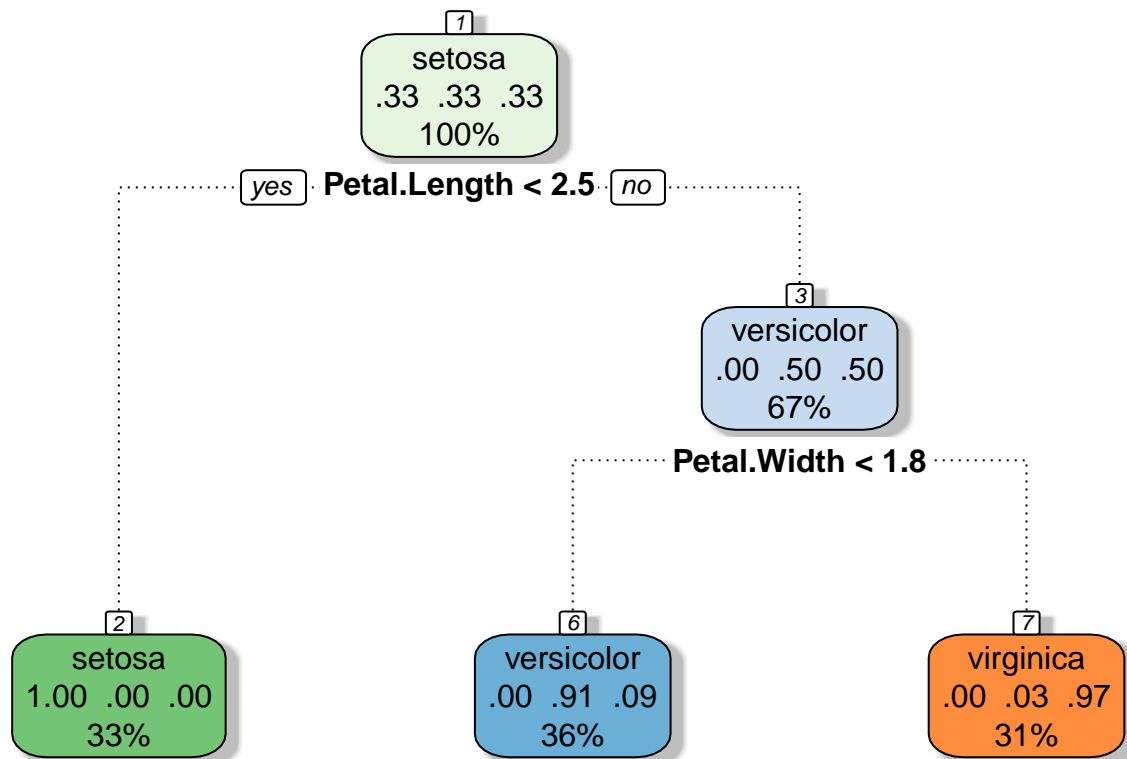 1
setosa
.33 .33 .33
100%
yes Petal.Length < 2.5 no
3
versicolor
.00 .50 .50
67%
Petal.Width < 1.8
2
setosa
1.00 .00 .00
33%
6
versicolor
.00 .91 .09
36%
7
virginica
.00 .03 .97
31%